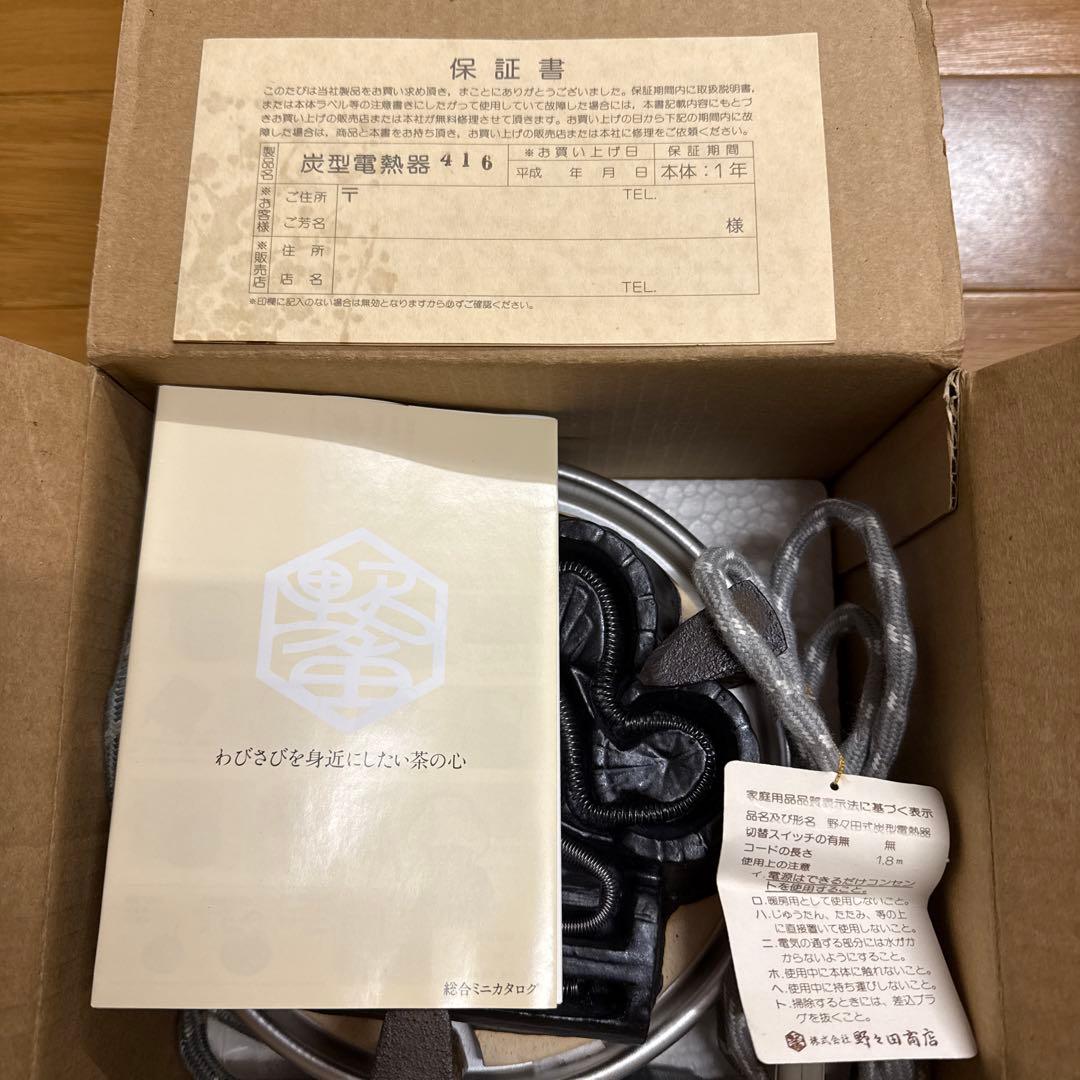 保証書
このたびは当社製品をお買い求め頂き，まことにありがとうございました。保証期間内に取扱説明書，
または本体ラベル等の注意書きにしたがって使用していて故障した場合には，本書記載内容にもとづ
きお買い上げの販売店または本社が無料修理させて頂きます。お買い上げの日から下記の期間内に故
障した場合は，商品と本書をお持ち頂き，お買い上げの販売店または本社に修理をご依頼ください。
製品名 炭型電熱器 416 ※お買い上げ日 保証期間
平成 年 月 日 本体：1年
※お客様 ご住所 〒 TEL.
ご芳名 様
※販売店 住所
店名 TEL.
※印欄に記入のない場合は無効となりますから必ずご確認ください。
わびさびを身近にしたい茶の心
総合ミニカタログ
家庭用品品質表示法に基づく表示
品名及び形名 野々田式炭型電熱器
切替スイッチの有無 無
コードの長さ 1.8m
使用上の注意
イ.電源はできるだけコンセン
トを使用すること。
ロ.暖房用として使用しないこと。
ハ.じゅうたん、たたみ、等の上
に直接置いて使用しないこと。
ニ.電気の通ずる部分には水がか
からないようにすること。
ホ.使用中に本体に触れないこと。
ヘ.使用中に持ち運びしないこと。
ト.掃除するときには、差込プラ
グを抜くこと。
株式会社 野々田商店